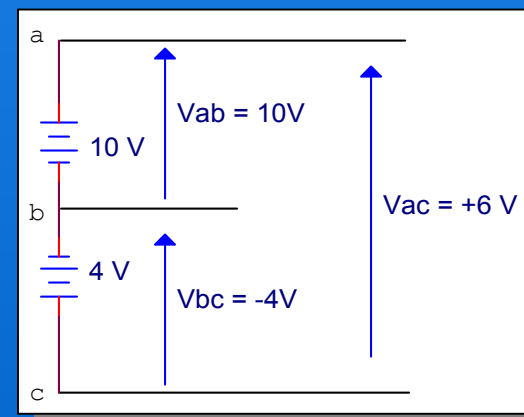 a
Vab = 10V
10 V
Vac = +6 V
b
4 V
Vbc = -4V
c